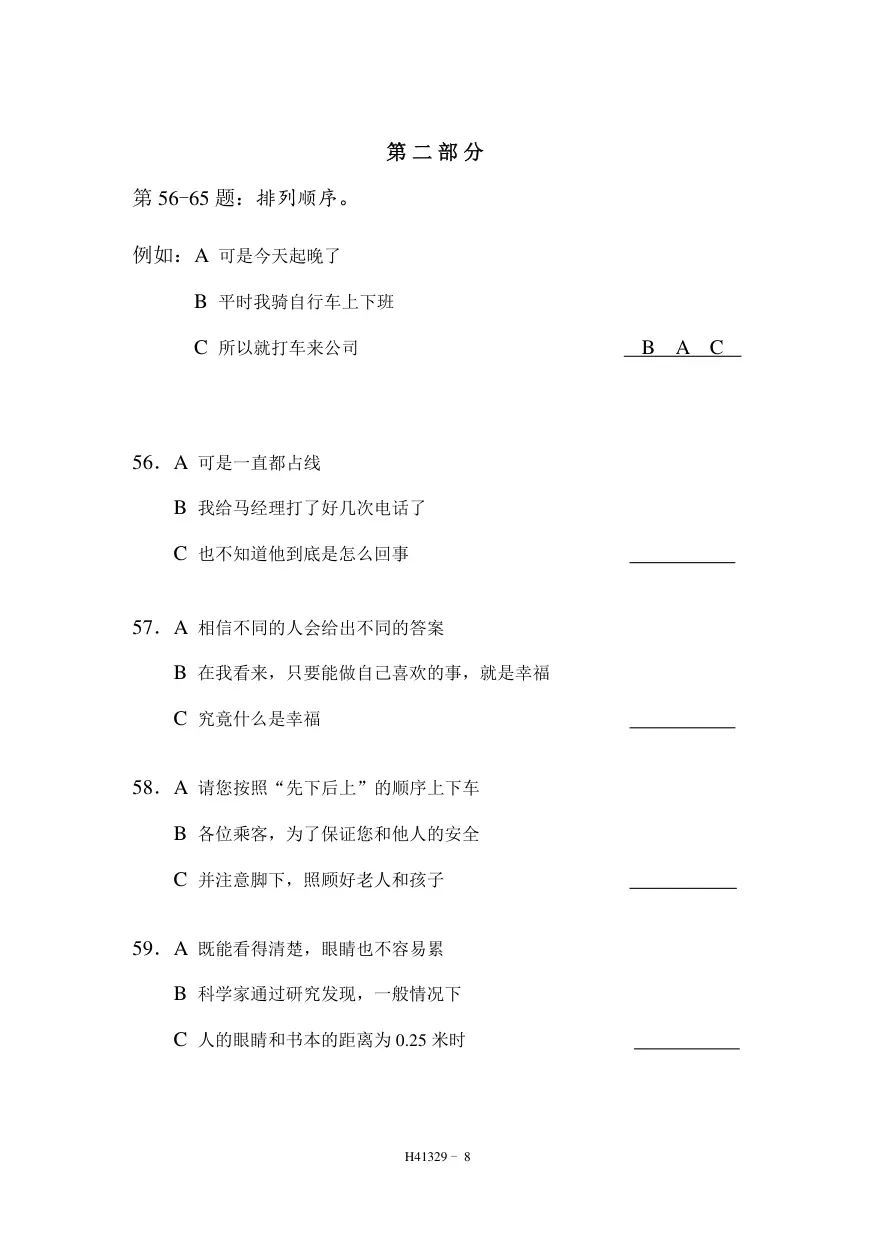 第 二 部 分
第 56-65 题：排列顺序。
例如：A 可是今天起晚了
B 平时我骑自行车上下班
C 所以就打车来公司 B A C
56．A 可是一直都占线
B 我给马经理打了好几次电话了
C 也不知道他到底是怎么回事
57．A 相信不同的人会给出不同的答案
B 在我看来，只要能做自己喜欢的事，就是幸福
C 究竟什么是幸福
58．A 请您按照“先下后上”的顺序上下车
B 各位乘客，为了保证您和他人的安全
C 并注意脚下，照顾好老人和孩子
59．A 既能看得清楚，眼睛也不容易累
B 科学家通过研究发现，一般情况下
C 人的眼睛和书本的距离为 0.25 米时
H41329 - 8